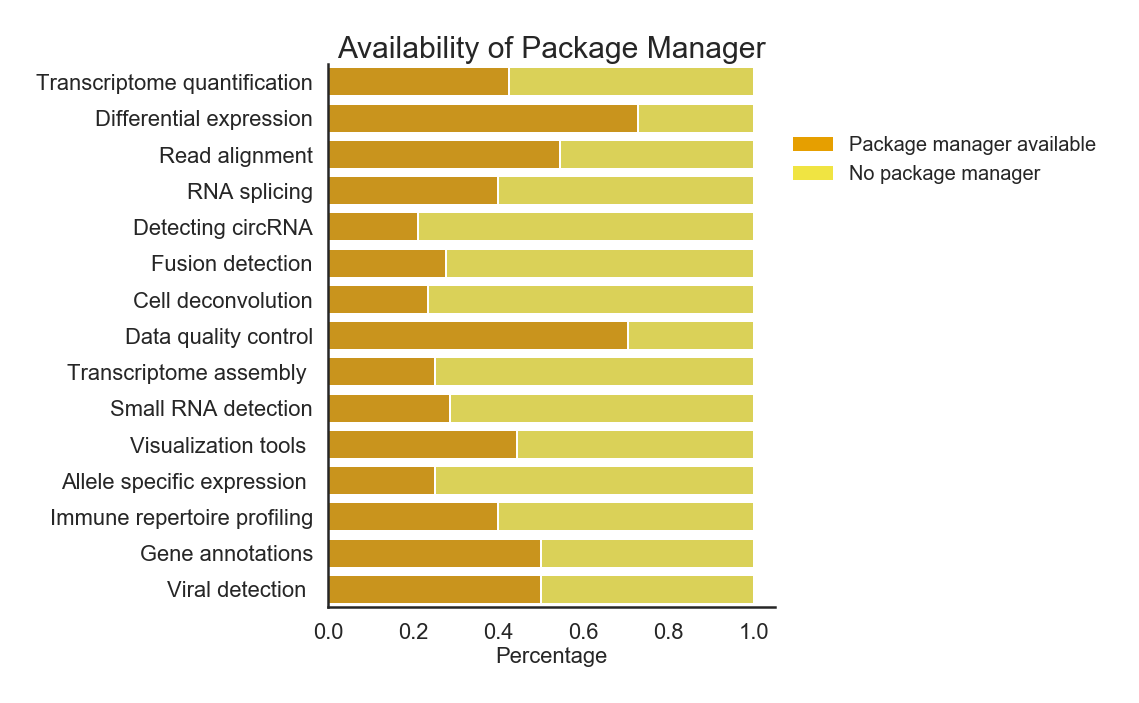 Availability of Package Manager
Transcriptome quantification
Differential expression
Read alignment
RNA splicing
Detecting circRNA
Fusion detection
Cell deconvolution
Data quality control
Transcriptome assembly
Small RNA detection
Visualization tools
Allele specific expression
Immune repertoire profiling
Gene annotations
Viral detection
Package manager available
No package manager
0.0 0.2 0.4 0.6 0.8 1.0
Percentage